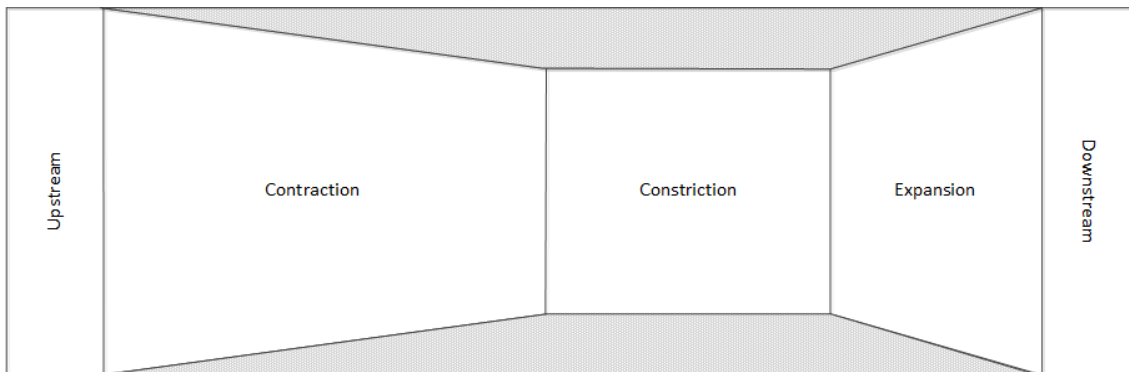 Upstream
Contraction
Constriction
Expansion
Downstream